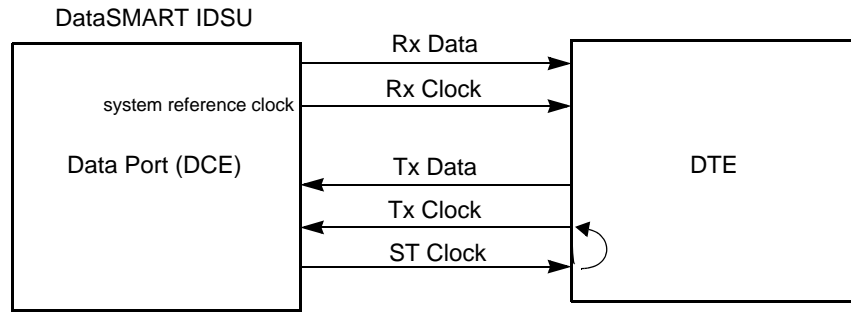 DataSMART IDSU
Rx Data
Rx Clock
system reference clock
Data Port (DCE)
DTE
Tx Data
Tx Clock
ST Clock